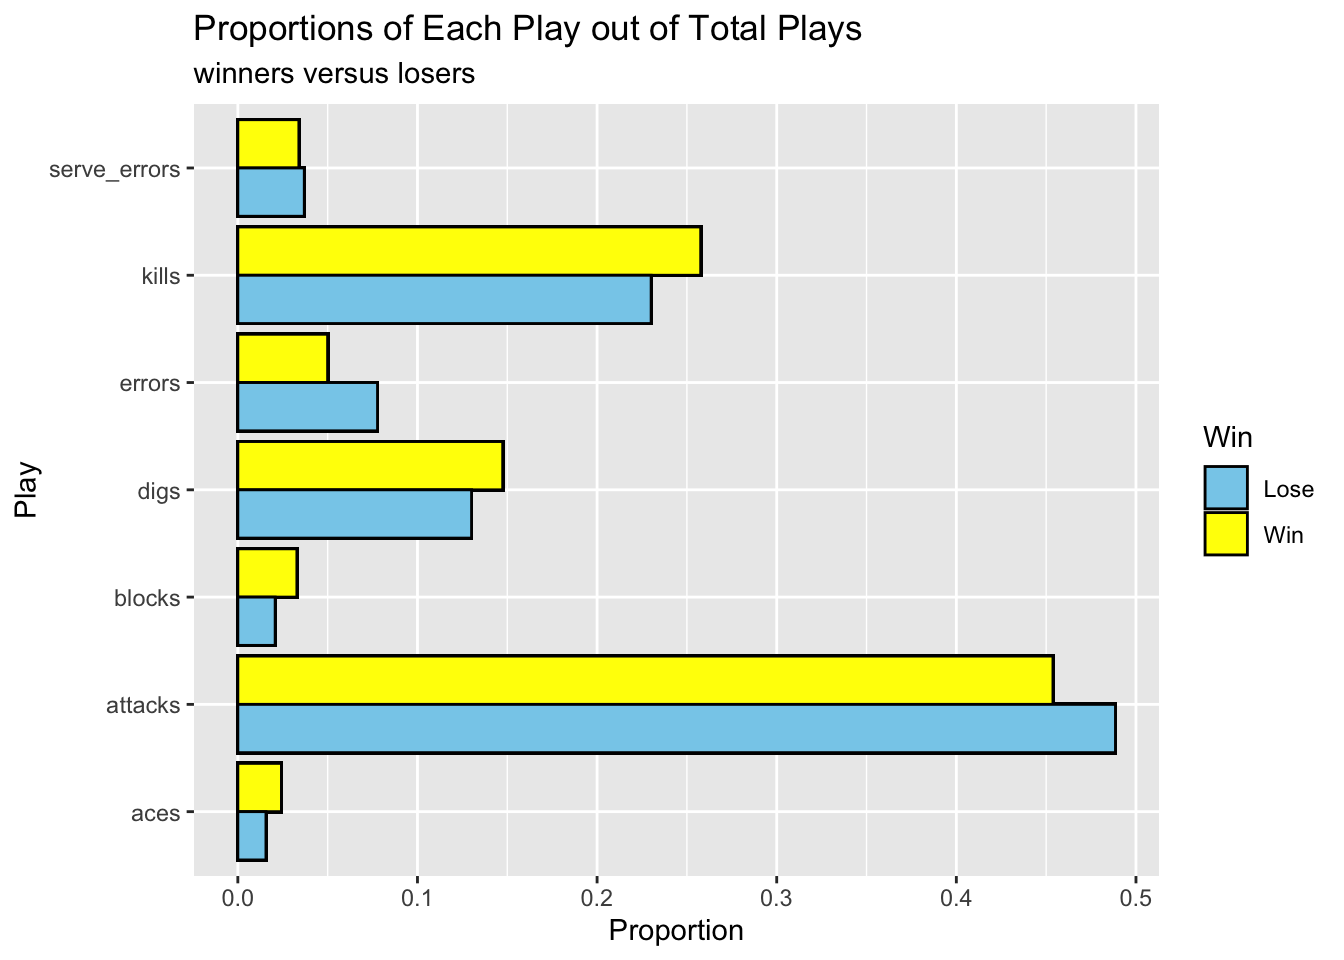 Proportions of Each Play out of Total Plays
winners versus losers
serve_errors
kills
errors
digs
blocks
attacks
aces
Play
0.0 0.1 0.2 0.3 0.4 0.5
Proportion
Win
Lose
Win